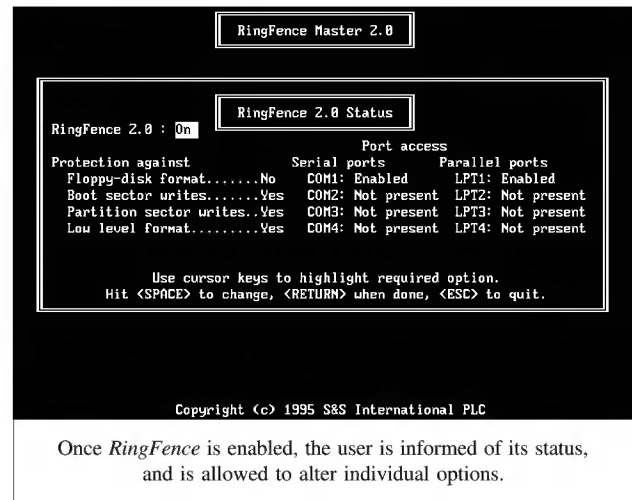 RingFence Master 2.0
RingFence 2.0 Status
RingFence 2.0 : On
Port access
Protection against Serial ports Parallel ports
Floppy-disk format.......No COM1: Enabled LPT1: Enabled
Boot sector writes.......Yes COM2: Not present LPT2: Not present
Partition sector writes..Yes COM3: Not present LPT3: Not present
Low level format.........Yes COM4: Not present LPT4: Not present
Use cursor keys to highlight required option.
Hit <SPACE> to change, <RETURN> when done, <ESC> to quit.
Copyright (c) 1995 S&S International PLC
Once RingFence is enabled, the user is informed of its status,
and is allowed to alter individual options.